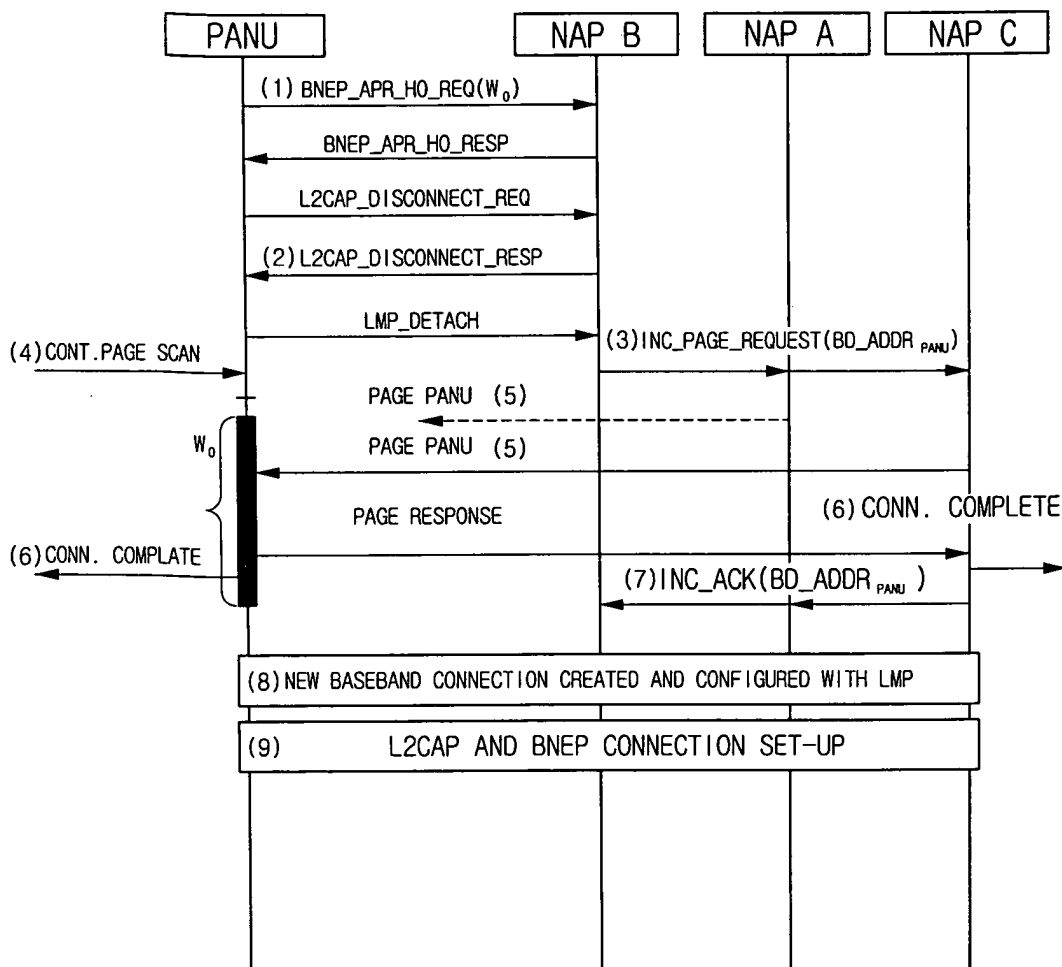 PANU
NAP B
NAP A
NAP C
(1) BNEP_APR_HO_REQ(W₀)
BNEP_APR_HO_RESP
L2CAP_DISCONNECT_REQ
(2) L2CAP_DISCONNECT_RESP
LMP_DETACH
(3) INC_PAGE_REQUEST(BD_ADDR PANU)
(4) CONT.PAGE SCAN
PAGE PANU (5)
W₀
PAGE PANU (5)
PAGE RESPONSE
(6) CONN. COMPLETE
(6) CONN. COMPLATE
(7) INC_ACK(BD_ADDR PANU)
(8) NEW BASEBAND CONNECTION CREATED AND CONFIGURED WITH LMP
(9) L2CAP AND BNEP CONNECTION SET-UP